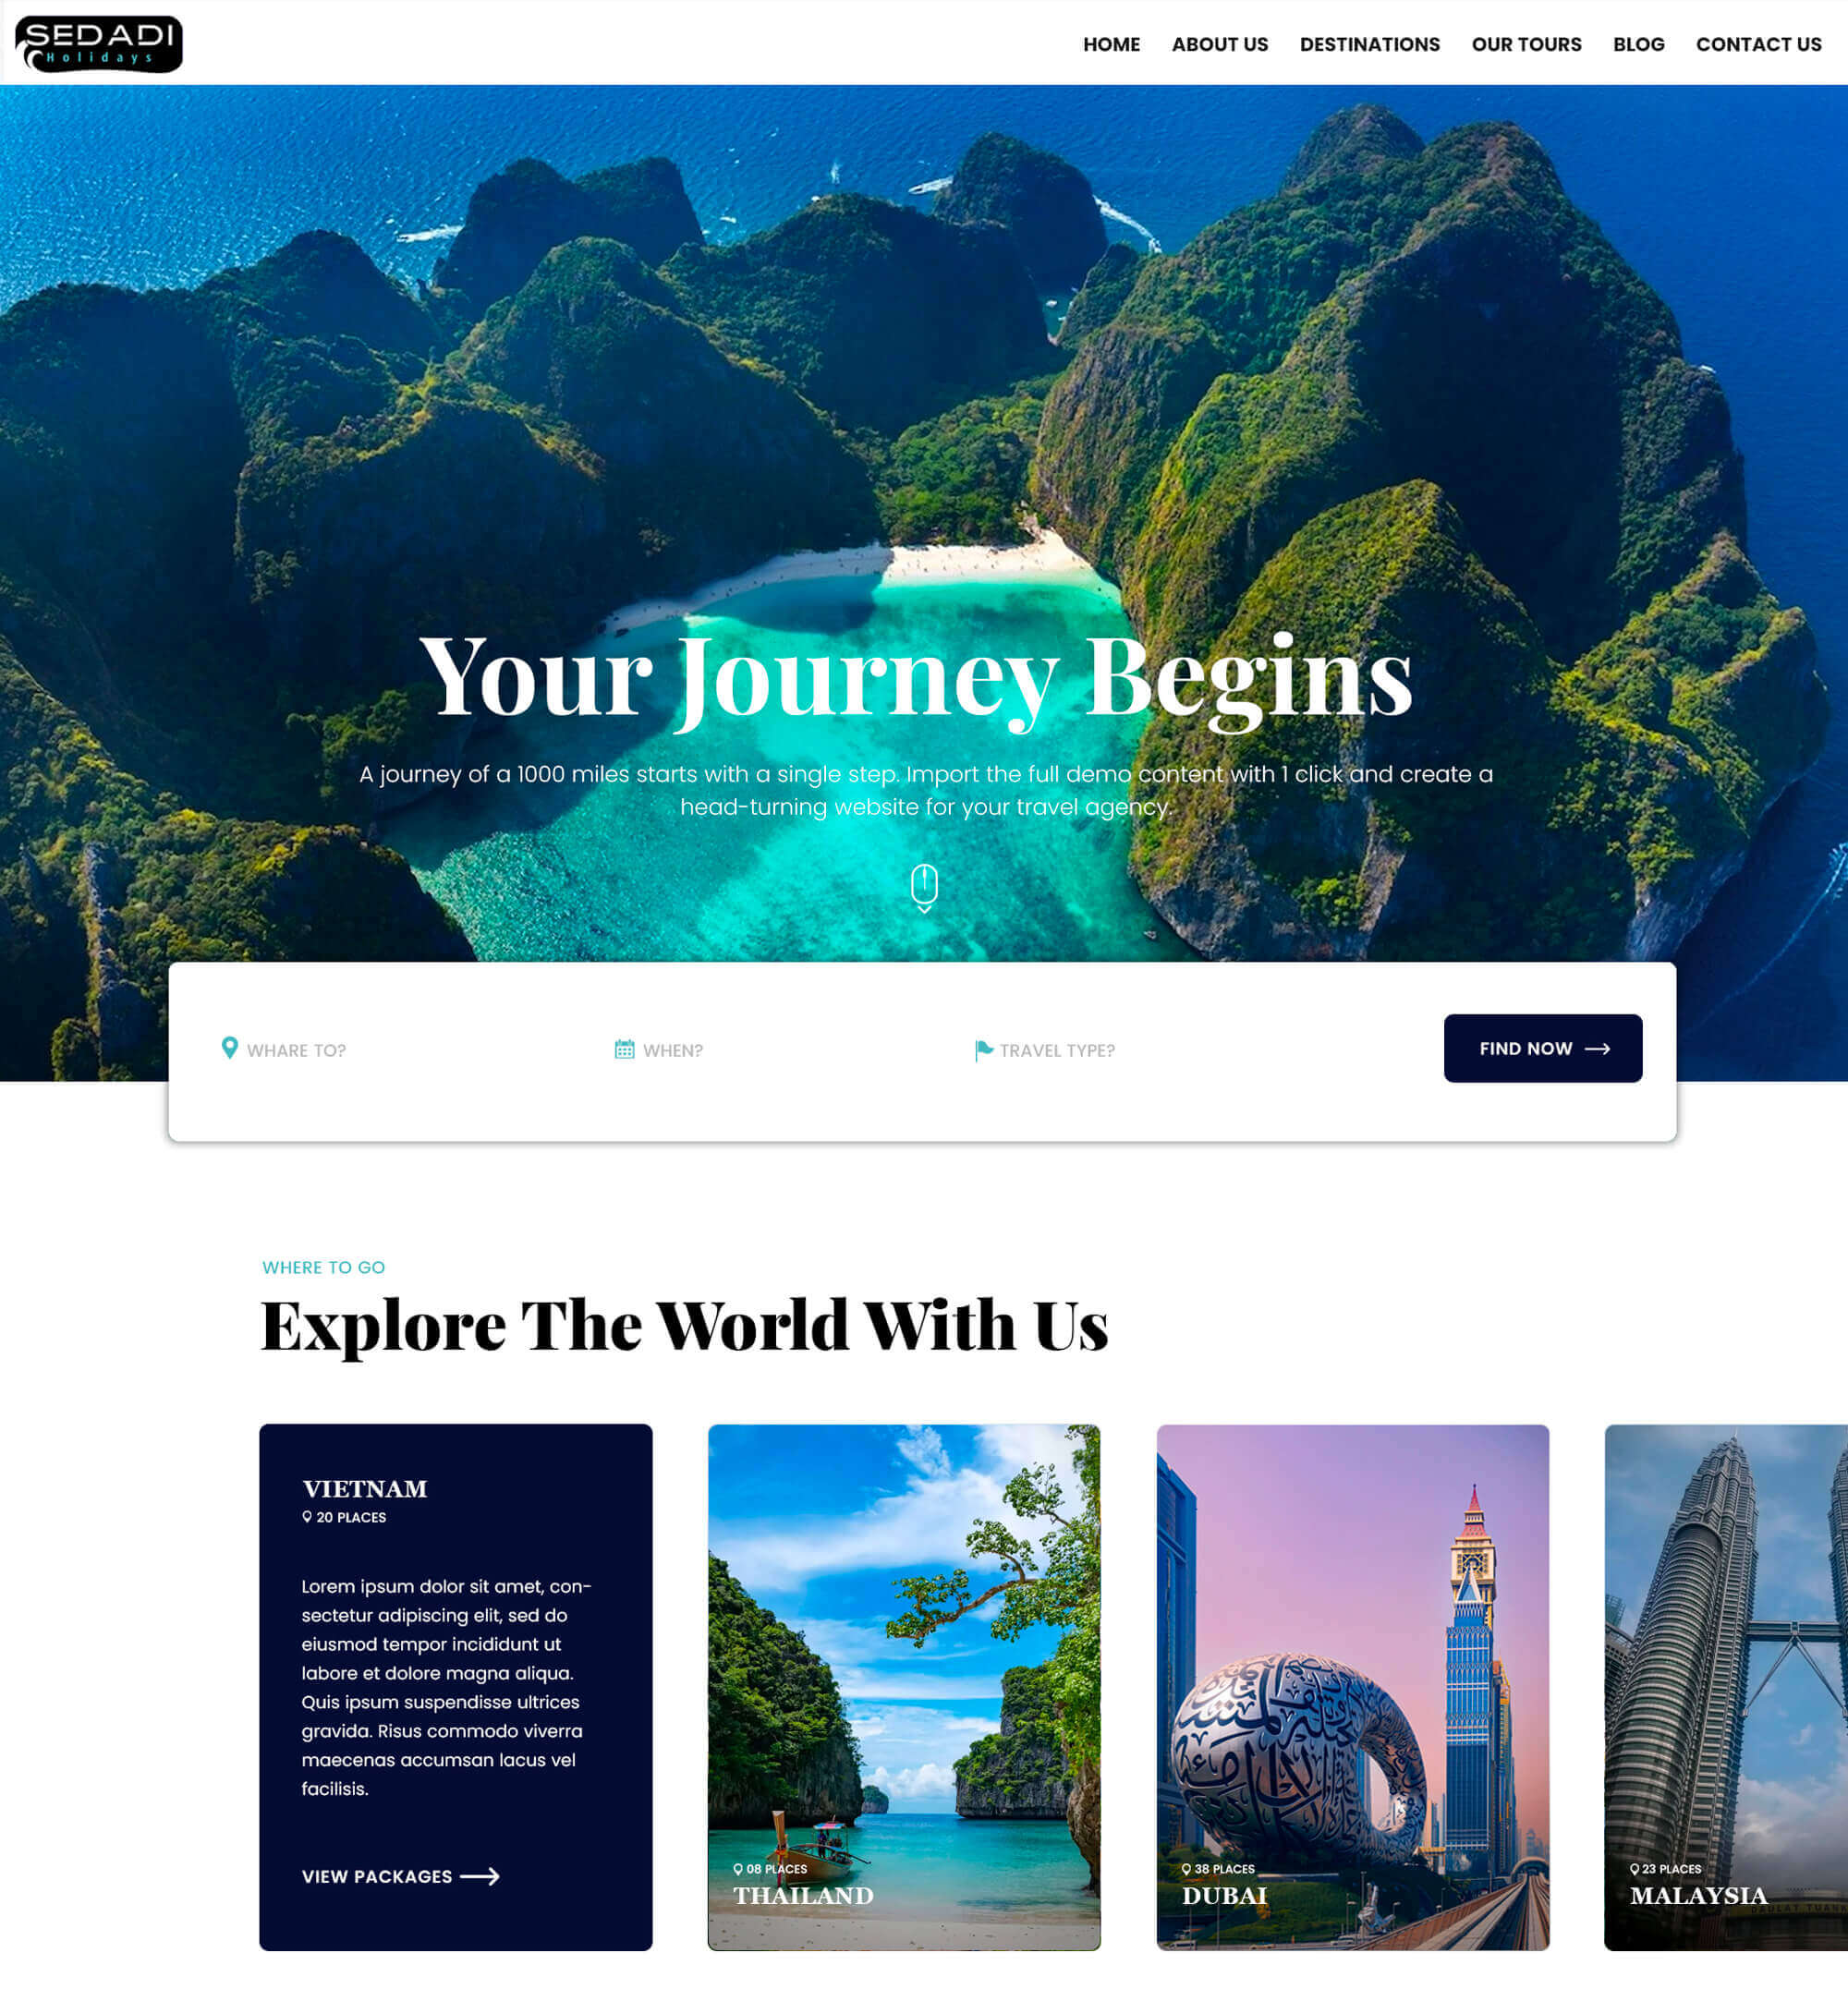 SEDADI
Holidays
HOME ABOUT US DESTINATIONS OUR TOURS BLOG CONTACT US
Your Journey Begins
A journey of a 1000 miles starts with a single step. Import the full demo content with 1 click and create a
head-turning website for your travel agency.
WHARE TO? WHEN? TRAVEL TYPE? FIND NOW
WHERE TO GO
Explore The World With Us
VIETNAM
20 PLACES
Lorem ipsum dolor sit amet, con-
sectetur adipiscing elit, sed do
eiusmod tempor incididunt ut
labore et dolore magna aliqua.
Quis ipsum suspendisse ultrices
gravida. Risus commodo viverra
maecenas accumsan lacus vel
facilisis.
VIEW PACKAGES
08 PLACES
THAILAND
38 PLACES
DUBAI
23 PLACES
MALAYSIA